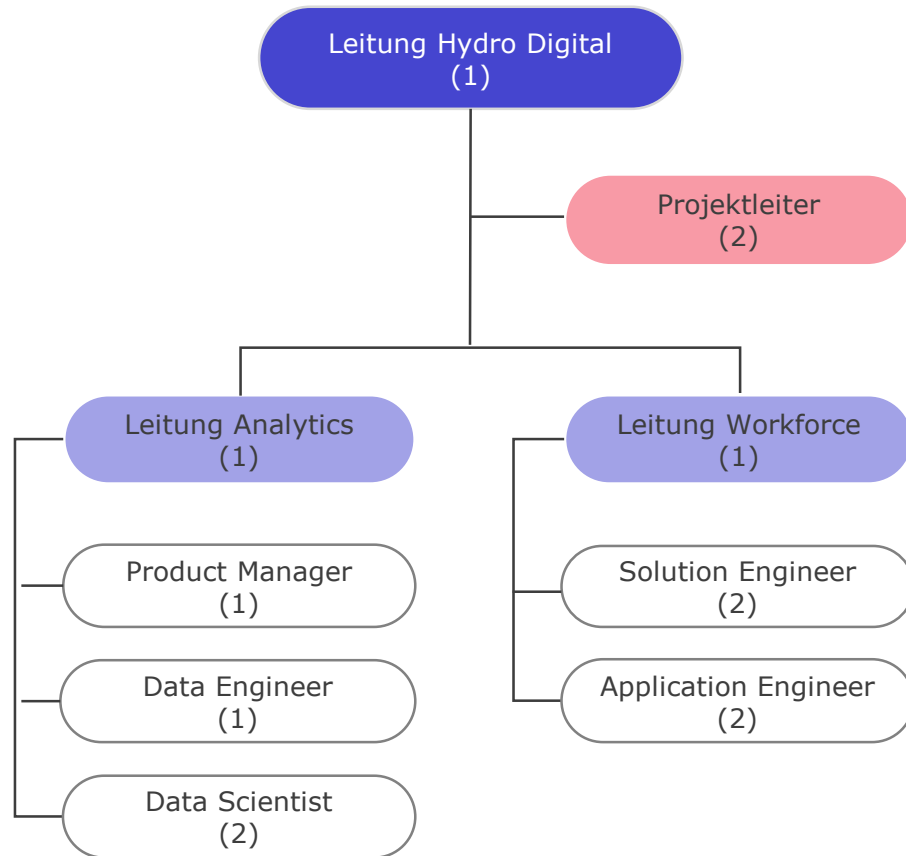 Leitung Hydro Digital
(1)
Projektleiter
(2)
Leitung Analytics
(1)
Product Manager
(1)
Data Engineer
(1)
Data Scientist
(2)
Leitung Workforce
(1)
Solution Engineer
(2)
Application Engineer
(2)